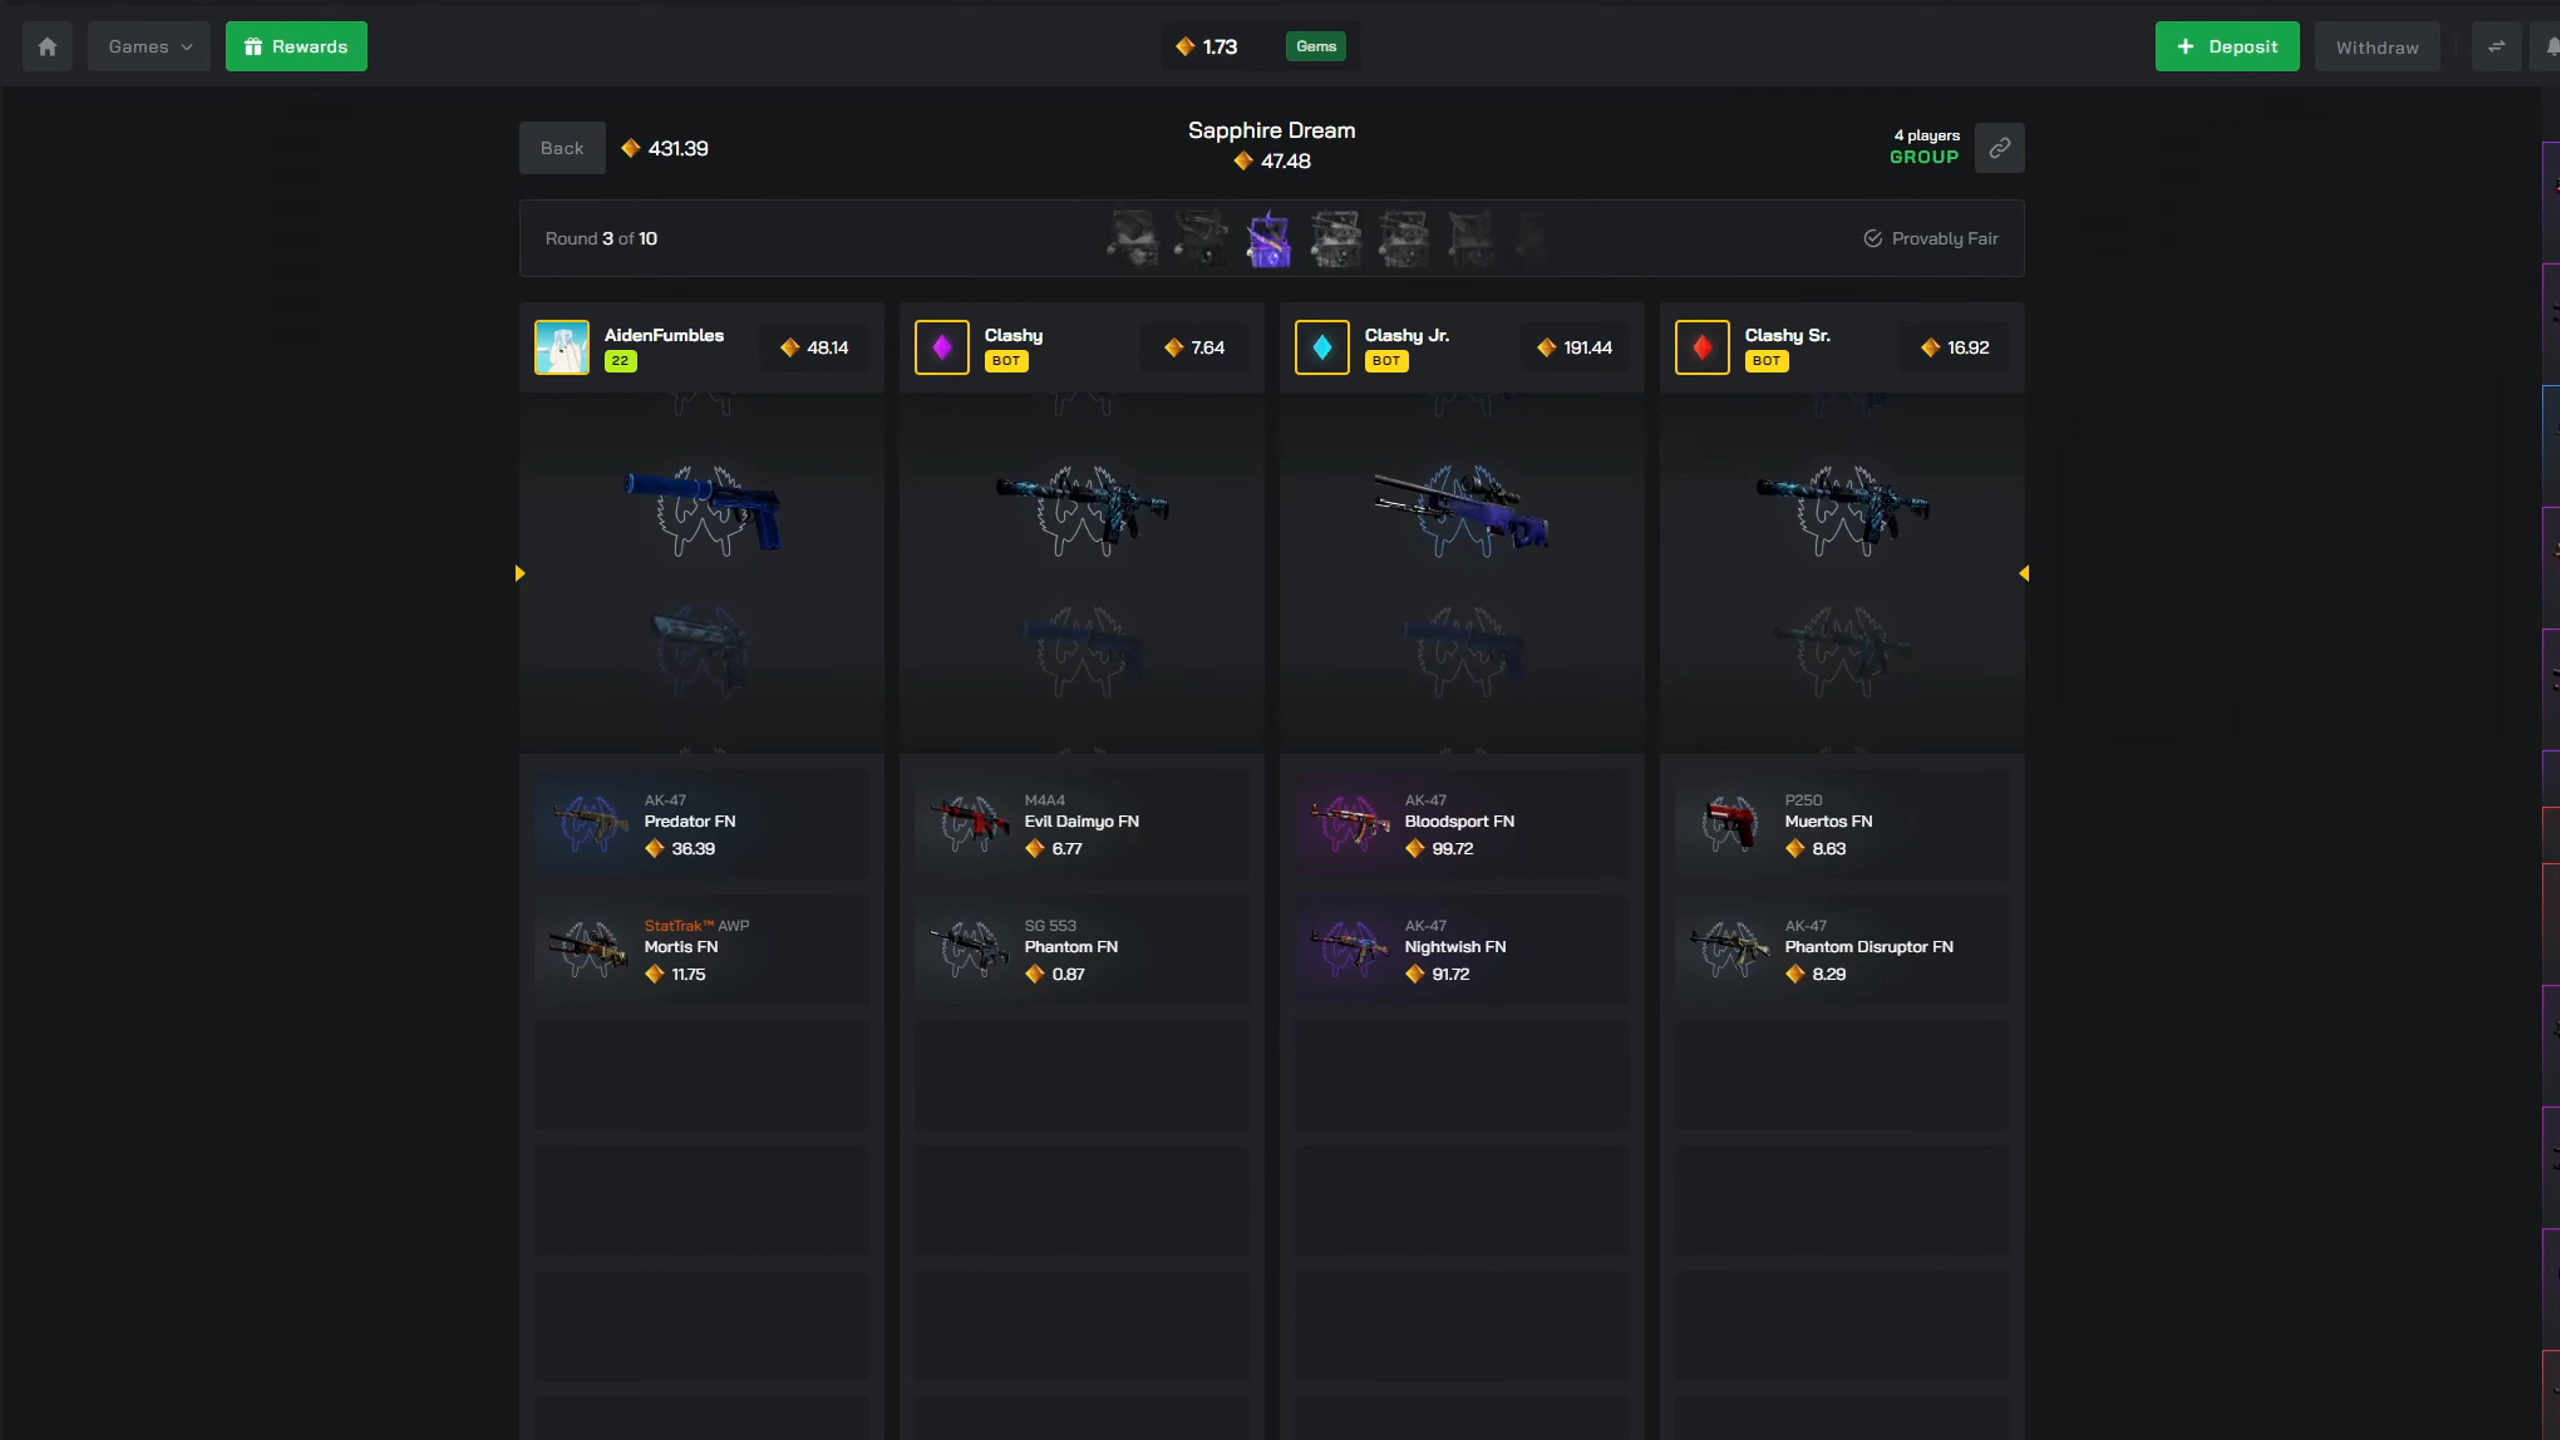 Games
Rewards
1.73
Gems
Deposit
Withdraw
Back
431.39
Sapphire Dream
47.48
4 players
GROUP
Round 3 of 10
Provably Fair
AidenFumbles
22
48.14
Clashy
BOT
7.64
Clashy Jr.
BOT
191.44
Clashy Sr.
BOT
16.92
AK-47
Predator FN
36.39
M4A4
Evil Daimyo FN
6.77
AK-47
Bloodsport FN
99.72
P250
Muertos FN
8.63
StatTrak™ AWP
Mortis FN
11.75
SG 553
Phantom FN
0.87
AK-47
Nightwish FN
91.72
AK-47
Phantom Disruptor FN
8.29